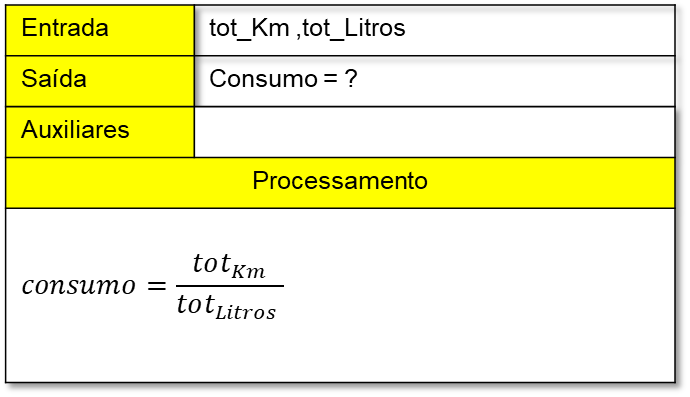 Entrada tot_Km ,tot_Litros
Saída Consumo = ?
Auxiliares
Processamento
consumo = tot_Km / tot_Litros